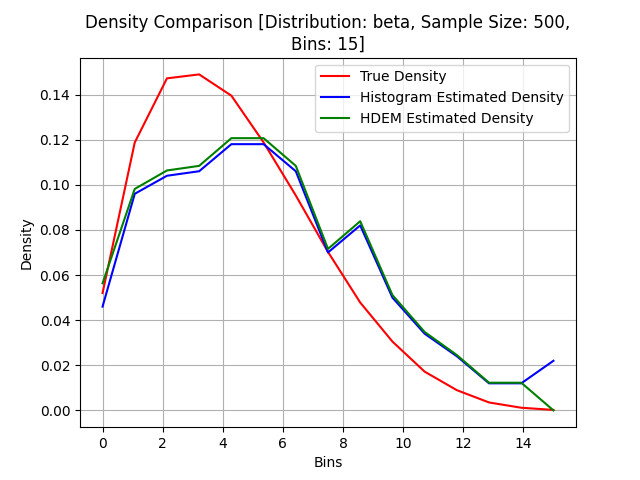 Density Comparison [Distribution: beta, Sample Size: 500,
Bins: 15]
True Density
Histogram Estimated Density
HDEM Estimated Density
Density
0.14
0.12
0.10
0.08
0.06
0.04
0.02
0.00
0 2 4 6 8 10 12 14
Bins